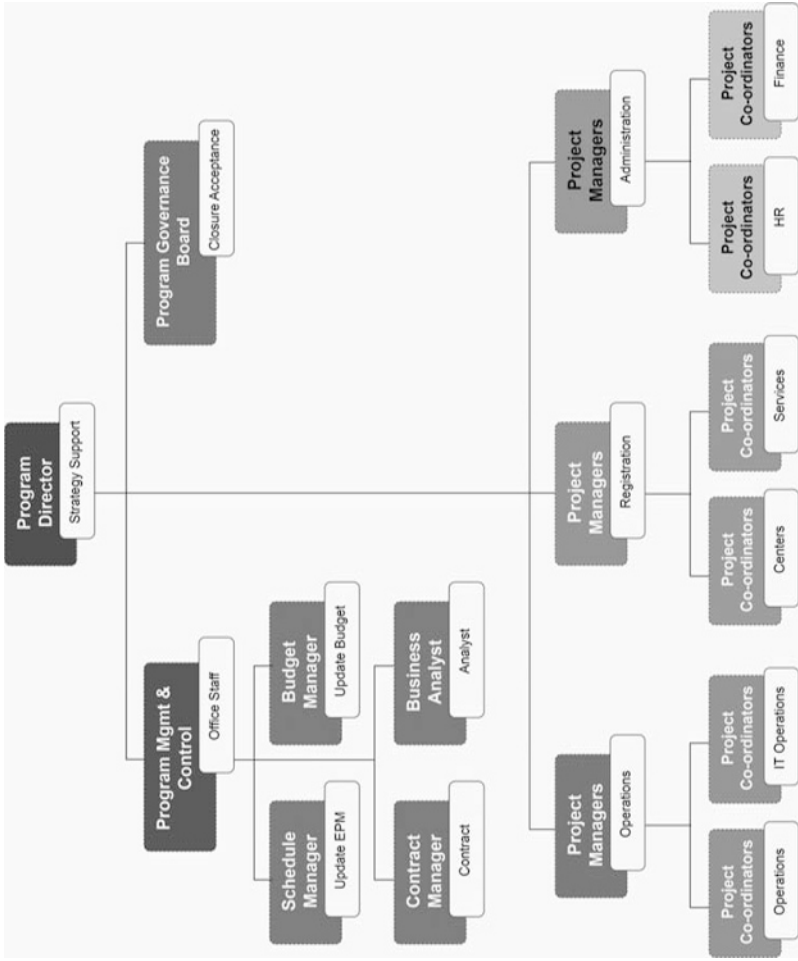 Program
Director
Strategy Support
Program Mgmt &
Control
Office Staff
Program Governance
Board
Closure Acceptance
Schedule
Manager
Update EPM
Budget
Manager
Update Budget
Contract Manager
Contract
Business
Analyst
Analyst
Project
Managers
Operations
Project
Managers
Registration
Project
Managers
Administration
Project
Co-ordinators
Operations
Project
Co-ordinators
IT Operations
Project
Co-ordinators
Centers
Project
Co-ordinators
Services
Project
Co-ordinators
HR
Project
Co-ordinators
Finance